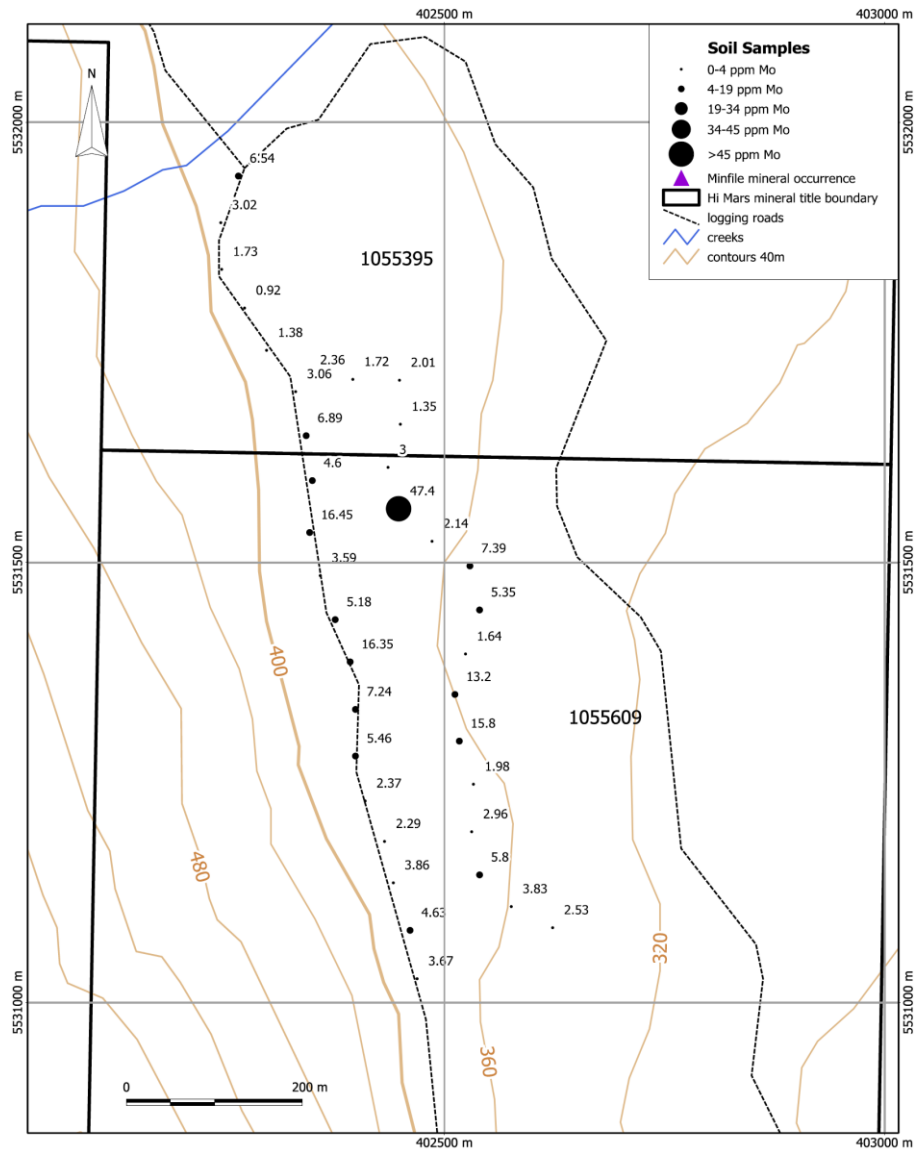 402500 m
403000 m
Soil Samples
0-4 ppm Mo
4-19 ppm Mo
19-34 ppm Mo
34-45 ppm Mo
>45 ppm Mo
Minfile mineral occurrence
Hi Mars mineral title boundary
logging roads
creeks
contours 40m
N
5532000 m
5532000 m
6.54
3.02
1.73
1055395
0.92
1.38
2.36
1.72
2.01
3.06
1.35
6.89
3
4.6
47.4
16.45
2.14
7.39
3.59
5531500 m
5531500 m
5.35
5.18
1.64
16.35
400
13.2
7.24
15.8
1055609
5.46
1.98
2.37
2.96
2.29
480
5.8
3.86
3.83
4.63
2.53
320
3.67
5531000 m
5531000 m
360
0
200 m
402500 m
403000 m